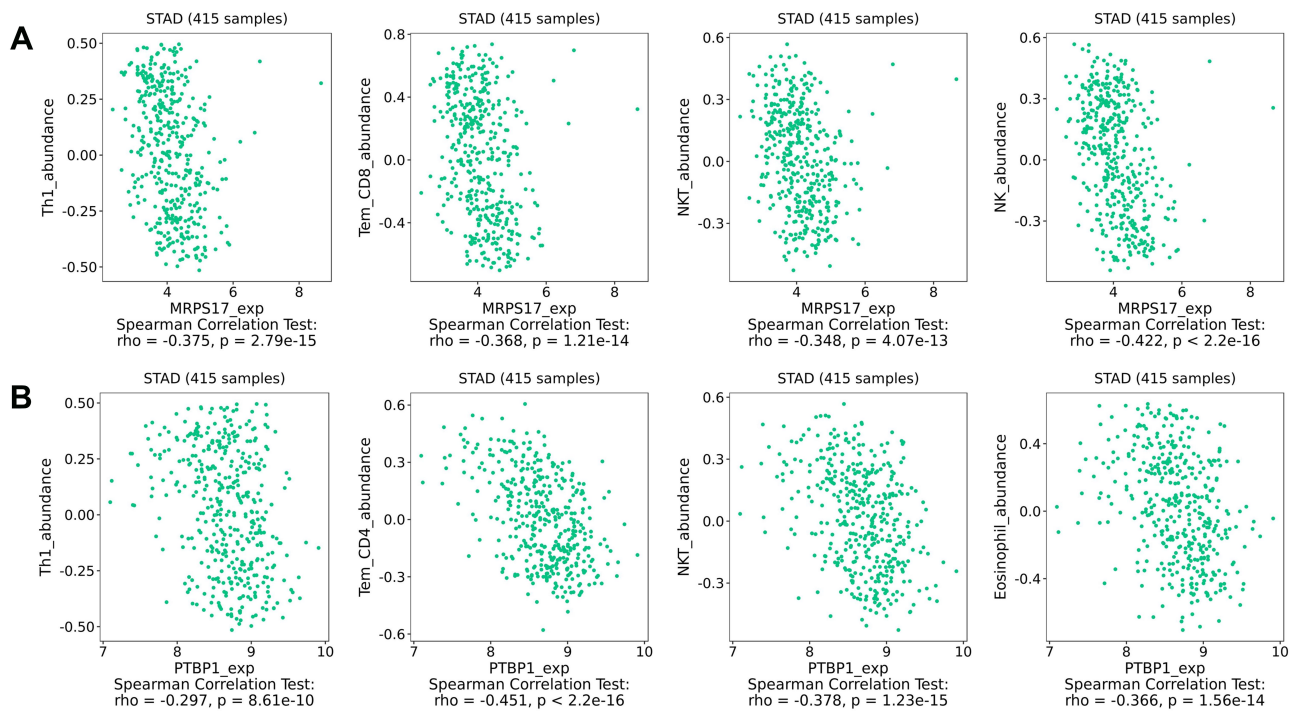 A
STAD (415 samples)
Th1_abundance
0.50
0.25
0.00
-0.25
-0.50
4
6
8
MRPS17_exp
Spearman Correlation Test:
rho = -0.375, p = 2.79e-15
STAD (415 samples)
Tem_CD8_abundance
0.8
0.4
0.0
-0.4
4
6
8
MRPS17_exp
Spearman Correlation Test:
rho = -0.368, p = 1.21e-14
STAD (415 samples)
NKT_abundance
0.6
0.3
0.0
-0.3
4
6
8
MRPS17_exp
Spearman Correlation Test:
rho = -0.348, p = 4.07e-13
STAD (415 samples)
NK_abundance
0.6
0.3
0.0
-0.3
4
6
8
MRPS17_exp
Spearman Correlation Test:
rho = -0.422, p < 2.2e-16
B
STAD (415 samples)
Th1_abundance
0.50
0.25
0.00
-0.25
-0.50
7
8
9
10
PTBP1_exp
Spearman Correlation Test:
rho = -0.297, p = 8.61e-10
STAD (415 samples)
Tem_CD4_abundance
0.6
0.3
0.0
-0.3
-0.6
7
8
9
10
PTBP1_exp
Spearman Correlation Test:
rho = -0.451, p < 2.2e-16
STAD (415 samples)
NKT_abundance
0.6
0.3
0.0
-0.3
7
8
9
10
PTBP1_exp
Spearman Correlation Test:
rho = -0.378, p = 1.23e-15
STAD (415 samples)
Eosinophil_abundance
0.4
0.0
-0.4
7
8
9
10
PTBP1_exp
Spearman Correlation Test:
rho = -0.366, p = 1.56e-14